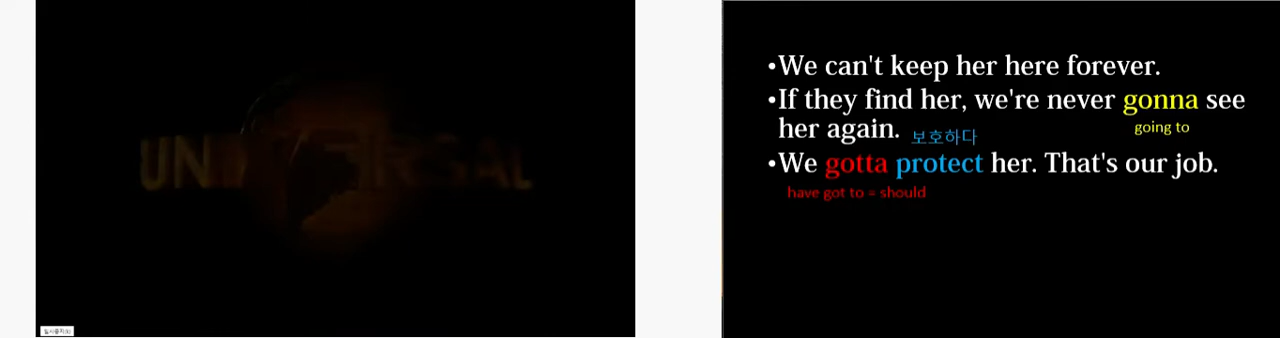 UNIVERSAL
•We can't keep her here forever.
•If they find her, we're never gonna see
going to
her again.
보호하다
•We gotta protect her. That's our job.
have got to = should